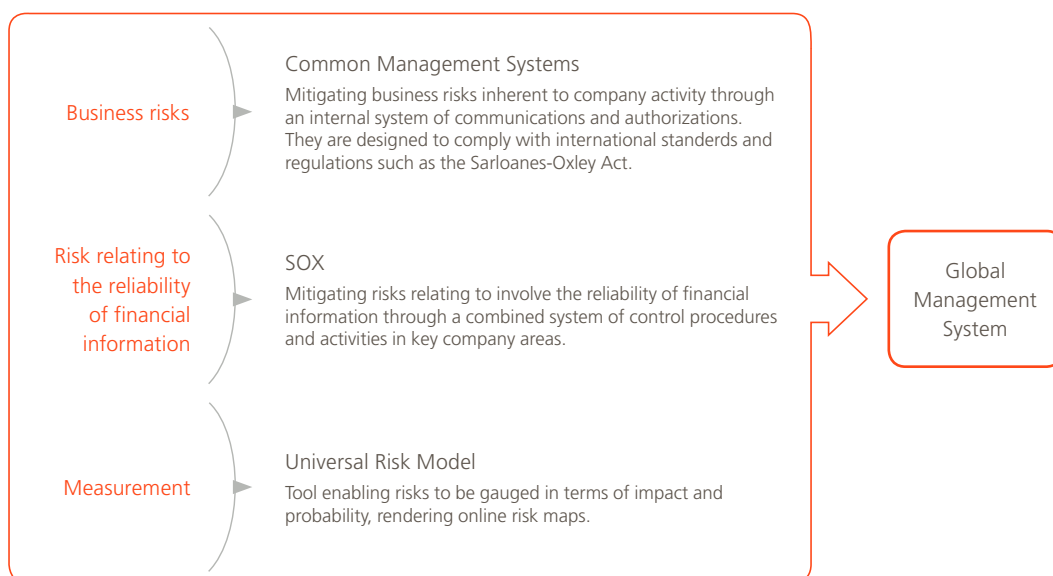 Business risks
Common Management Systems
Mitigating business risks inherent to company activity through
an internal system of communications and authorizations.
They are designed to comply with international standerds and
regulations such as the Sarloanes-Oxley Act.
Risk relating to
the reliability
of financial
information
SOX
Mitigating risks relating to involve the reliability of financial
information through a combined system of control procedures
and activities in key company areas.
Measurement
Universal Risk Model
Tool enabling risks to be gauged in terms of impact and
probability, rendering online risk maps.
Global
Management
System